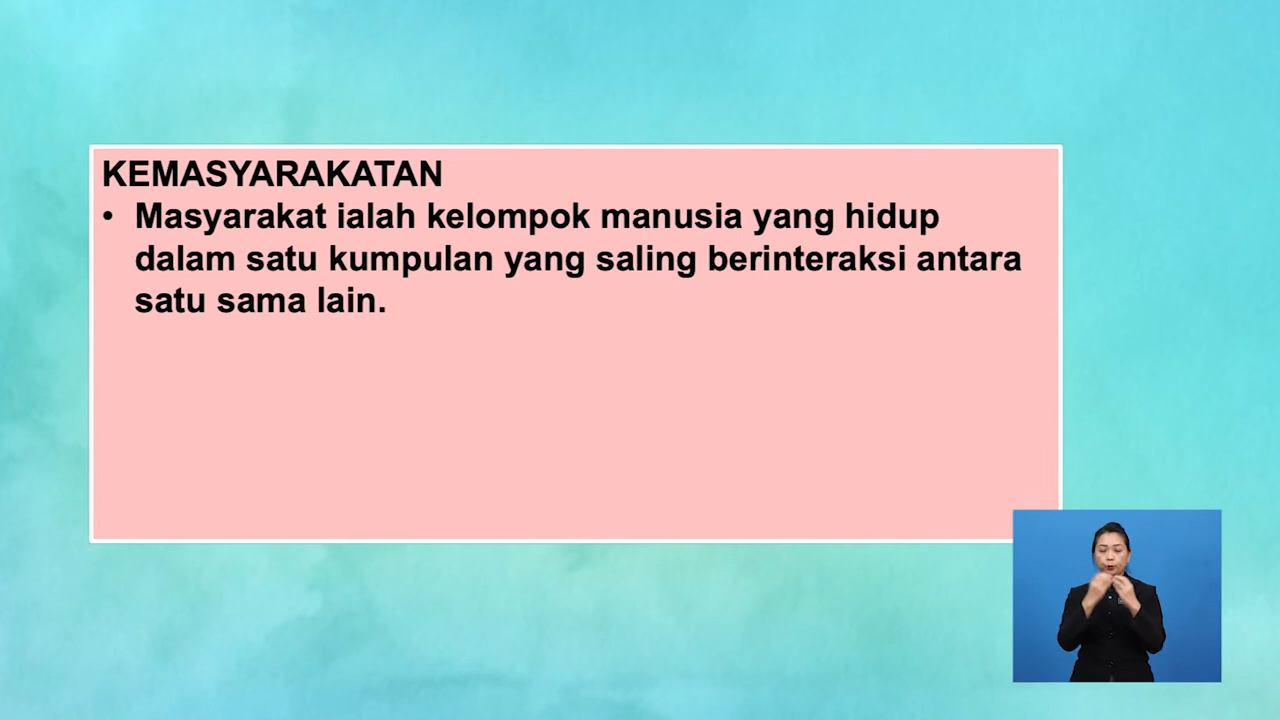 KEMASYARAKATAN
• Masyarakat ialah kelompok manusia yang hidup
dalam satu kumpulan yang saling berinteraksi antara
satu sama lain.